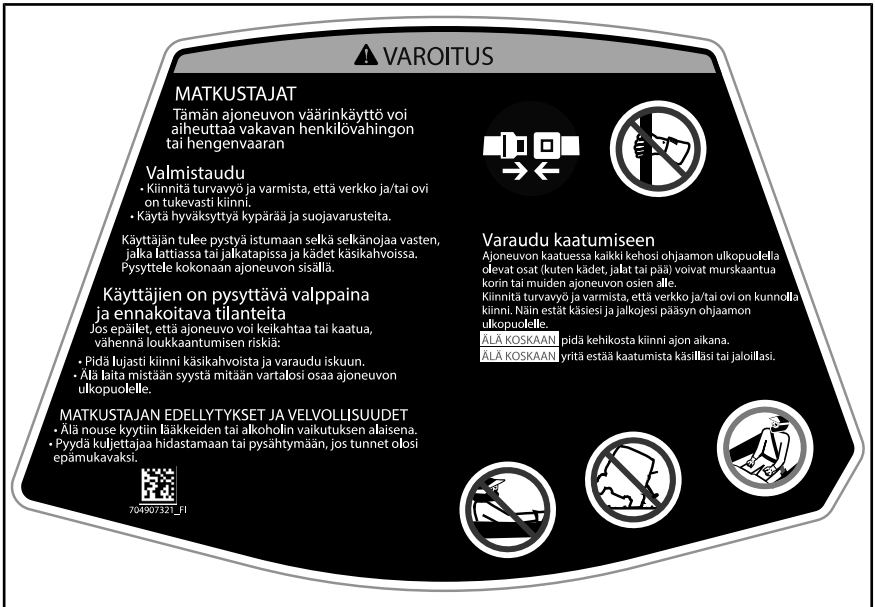 VAROITUS
MATKUSTAJAT
Tämän ajoneuvon väärinkäyttö voi
aiheuttaa vakavan henkilövahingon
tai hengenvaaran
Valmistaudu
• Kiinnitä turvavyö ja varmista, että verkko ja/tai ovi
on tukevasti kiinni.
• Käytä hyväksyttyä kypärää ja suojavarusteita.
Käyttäjän tulee pystyä istumaan selkä selkänojaa vasten,
jalka lattiassa tai jalkatapissa ja kädet käsikahvoissa.
Pysyttele kokonaan ajoneuvon sisällä.
Käyttäjien on pysyttävä valppaina
ja ennakoitava tilanteita
Jos epäilet, että ajoneuvo voi keikahtaa tai kaatua,
vähennä loukkaantumisen riskiä:
• Pidä lujasti kiinni käsikahvoista ja varaudu iskuun.
• Älä laita mistään syystä mitään vartalosi osaa ajoneuvon
ulkopuolelle.
MATKUSTAJAN EDELLYTYKSET JA VELVOLLISUUDET
• Älä nouse kyytiin lääkkeiden tai alkoholin vaikutuksen alaisena.
• Pyydä kuljettajaa hidastamaan tai pysähtymään, jos tunnet olosi
epämukavaksi.
704907321_FI
Varaudu kaatumiseen
Ajoneuvon kaatuessa kaikki kehosi ohjaamon ulkopuolella
olevat osat (kuten kädet, jalat tai pää) voivat murskaantua
korin tai muiden ajoneuvon osien alle.
Kiinnitä turvavyö ja varmista, että verkko ja/tai ovi on kunnolla
kiinni. Näin estät käsiesi ja jalkojesi pääsyn ohjaamon
ulkopuolelle.
ÄLÄ KOSKAAN pidä kehikosta kiinni ajon aikana.
ÄLÄ KOSKAAN yritä estää kaatumista käsilläsi tai jaloillasi.